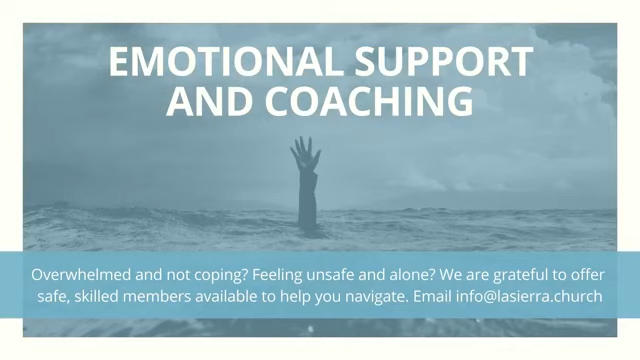 EMOTIONAL SUPPORT
AND COACHING
Overwhelmed and not coping? Feeling unsafe and alone? We are grateful to offer
safe, skilled members available to help you navigate. Email info@lasierra.church